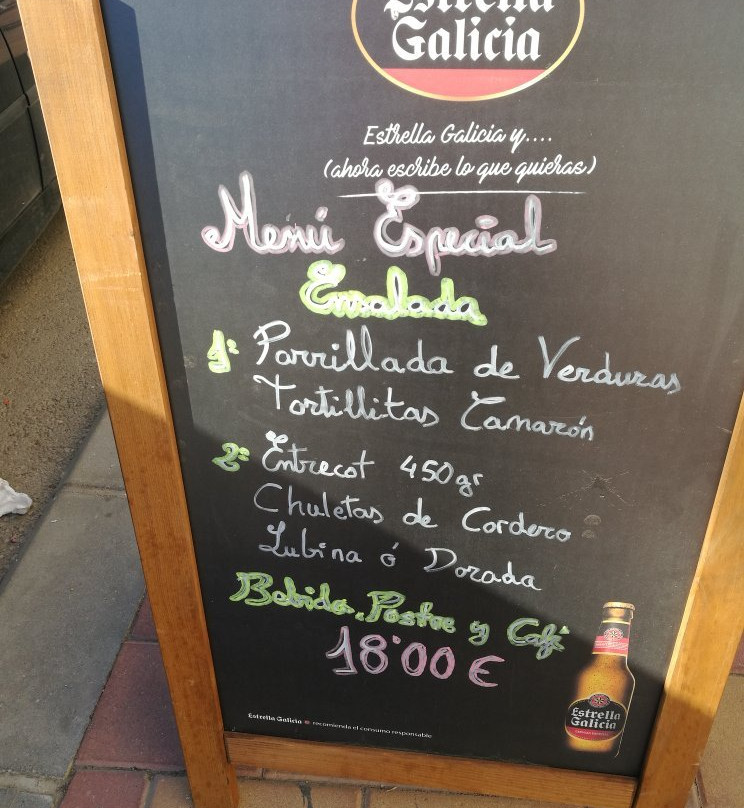 Estrella
Galicia
Estrella Galicia y....
(ahora escribe lo que quieras)
Menú Especial
Ensalada
1º Parrillada de Verduras
Tortillitas Camarón
2º Entrecot 450gr
Chuletas de Cordero
Lubina ó Dorada
Bebida, Postre y Café
18'00 €
Estrella Galicia recomienda el consumo responsable
Estrella
Galicia